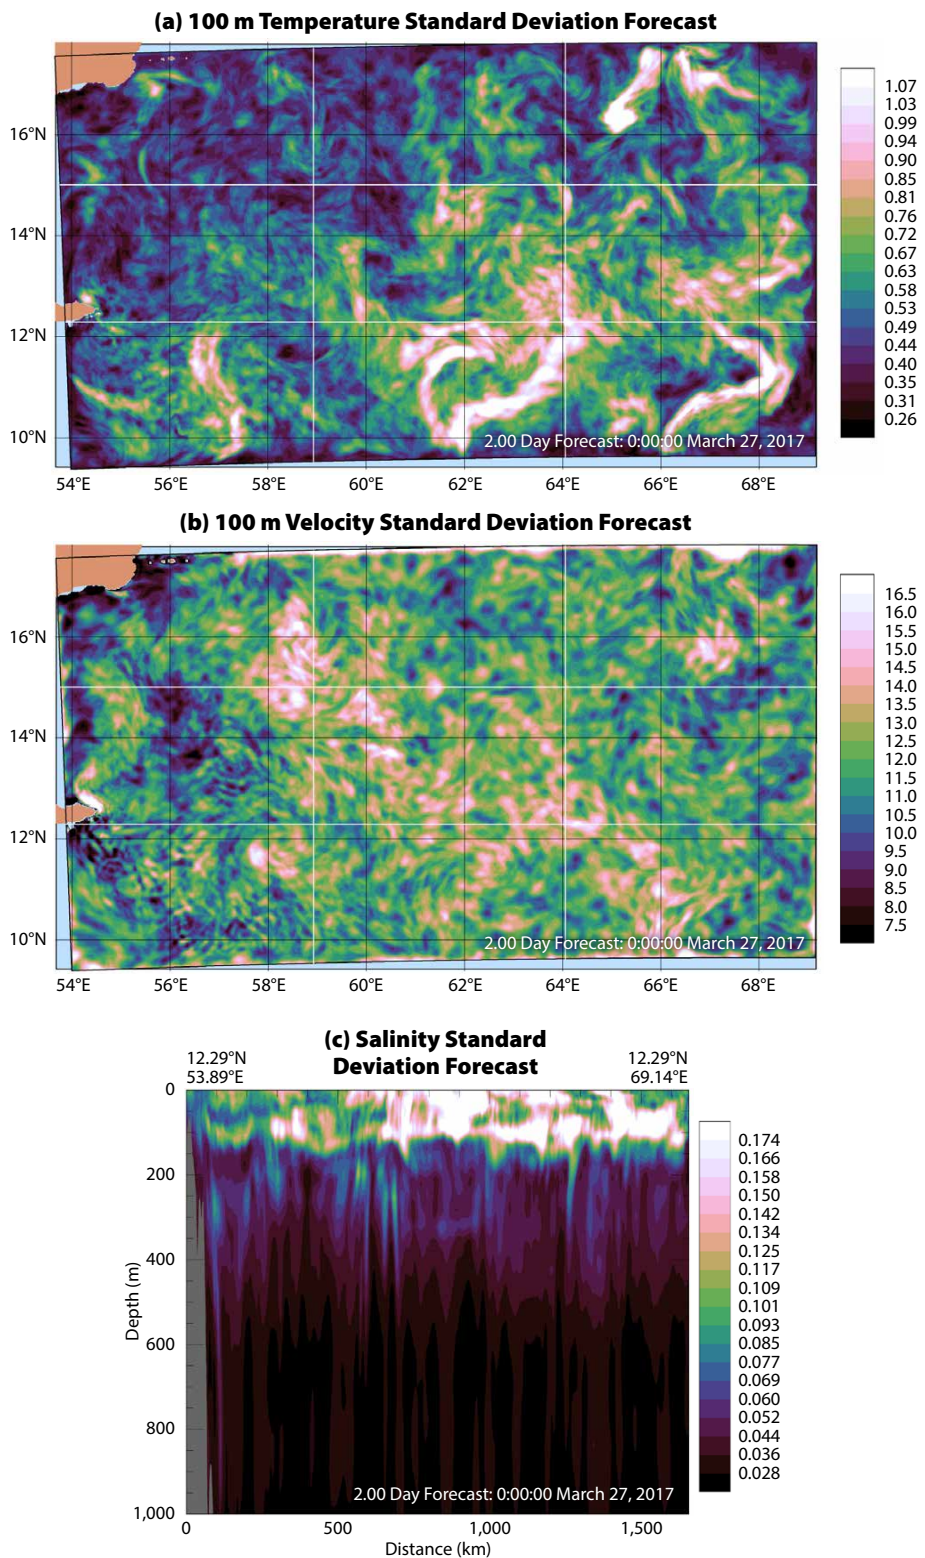 (a) 100 m Temperature Standard Deviation Forecast
16°N
14°N
12°N
10°N
54°E
56°E
58°E
60°E
62°E
64°E
66°E
68°E
2.00 Day Forecast: 0:00:00 March 27, 2017
1.07
1.03
0.99
0.94
0.90
0.85
0.81
0.76
0.72
0.67
0.63
0.58
0.53
0.49
0.44
0.40
0.35
0.31
0.26
(b) 100 m Velocity Standard Deviation Forecast
16°N
14°N
12°N
10°N
54°E
56°E
58°E
60°E
62°E
64°E
66°E
68°E
2.00 Day Forecast: 0:00:00 March 27, 2017
16.5
16.0
15.5
15.0
14.5
14.0
13.5
13.0
12.5
12.0
11.5
11.0
10.5
10.0
9.5
9.0
8.5
8.0
7.5
(c) Salinity Standard
Deviation Forecast
12.29°N
53.89°E
12.29°N
69.14°E
0
200
400
600
800
1,000
Depth (m)
0
500
1,000
1,500
Distance (km)
2.00 Day Forecast: 0:00:00 March 27, 2017
0.174
0.166
0.158
0.150
0.142
0.134
0.125
0.117
0.109
0.101
0.093
0.085
0.077
0.069
0.060
0.052
0.044
0.036
0.028